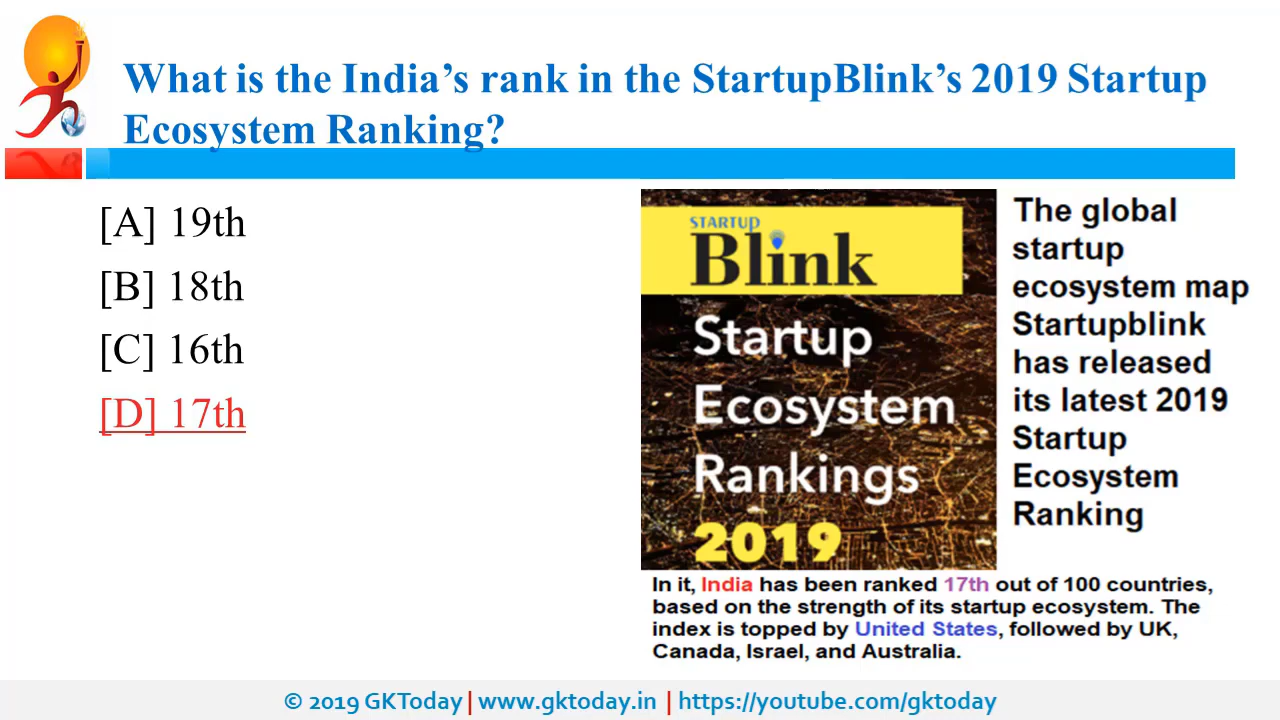 What is the India’s rank in the StartupBlink’s 2019 Startup
Ecosystem Ranking?
[A] 19th
[B] 18th
[C] 16th
[D] 17th
STARTUP
Blink
Startup
Ecosystem
Rankings
2019
The global
startup
ecosystem map
Startupblink
has released
its latest 2019
Startup
Ecosystem
Ranking
In it, India has been ranked 17th out of 100 countries,
based on the strength of its startup ecosystem. The
index is topped by United States, followed by UK,
Canada, Israel, and Australia.
© 2019 GKToday | www.gktoday.in | https://youtube.com/gktoday